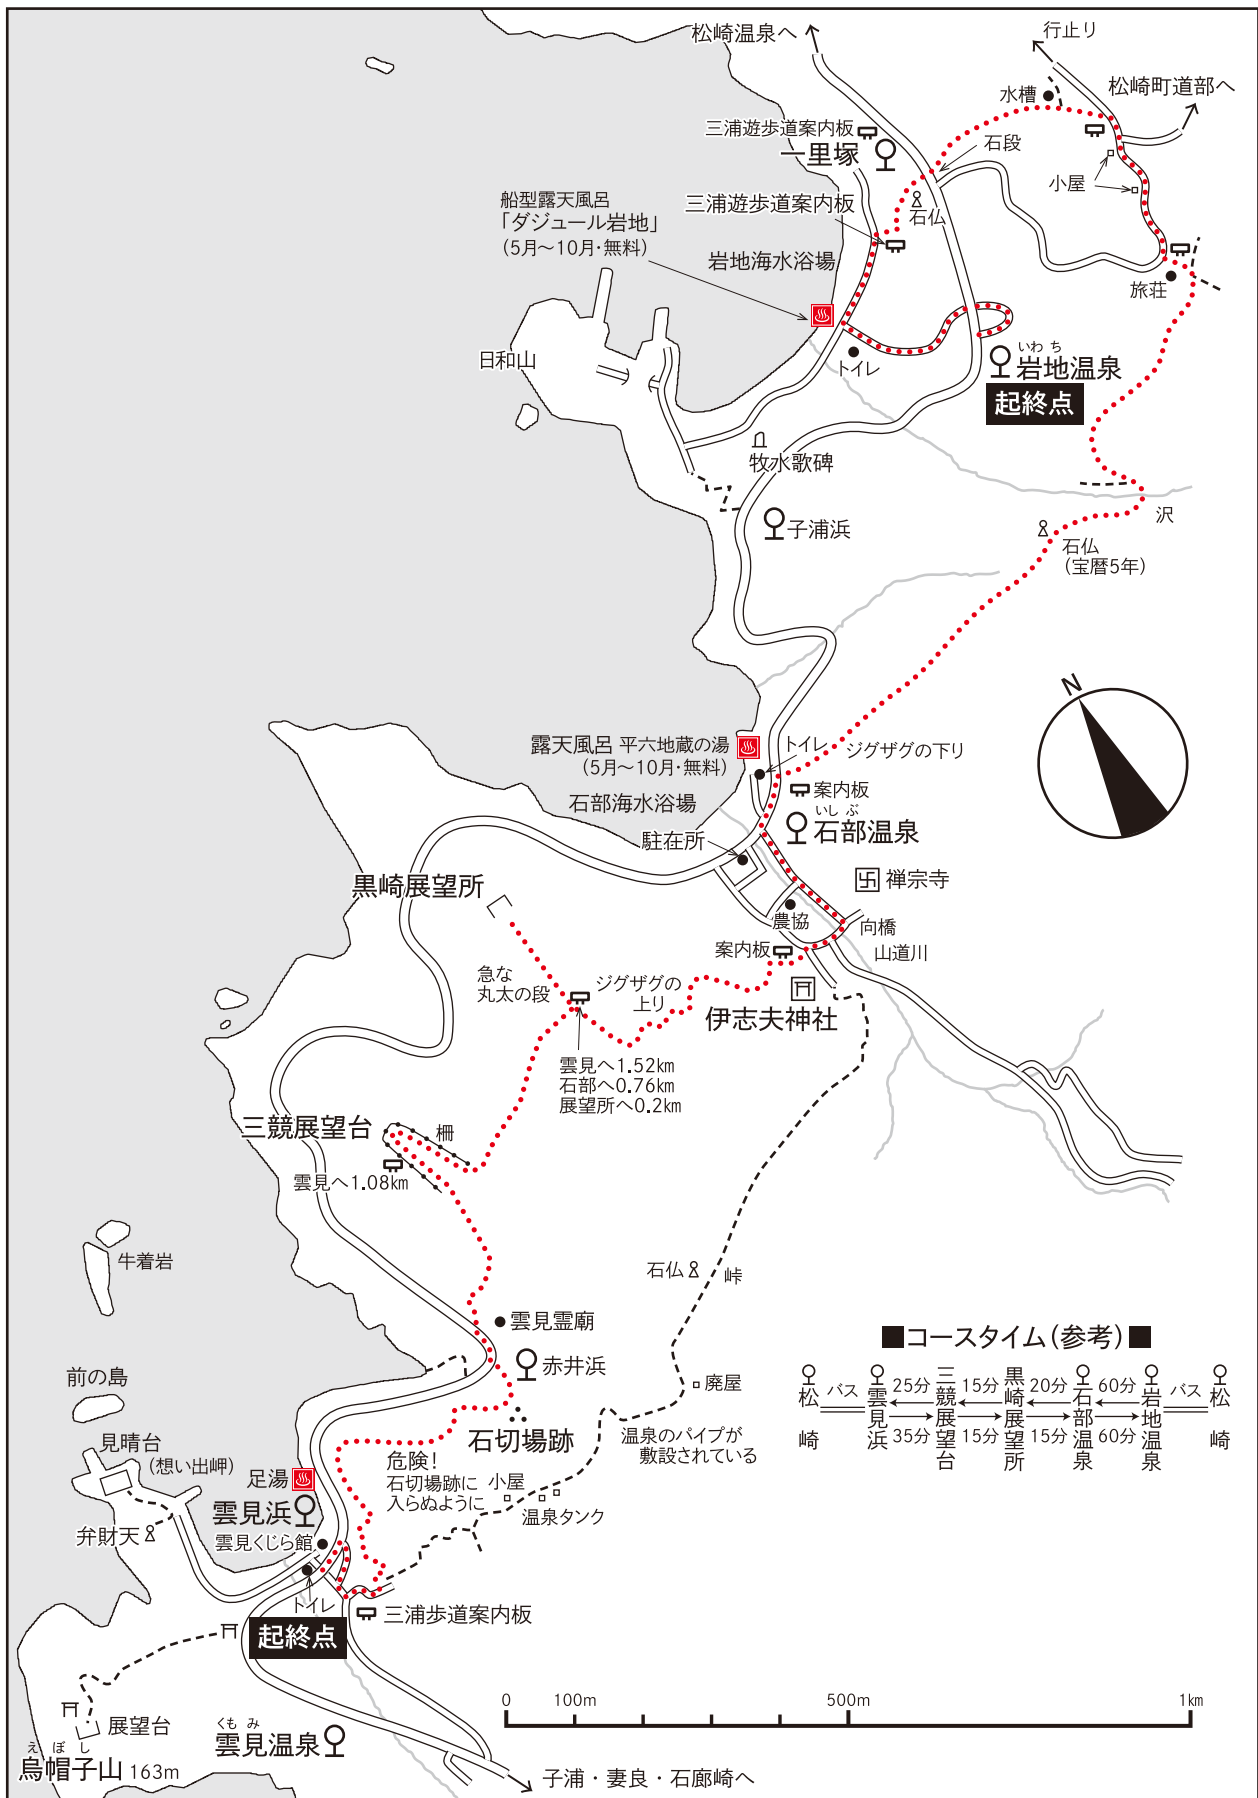 松崎温泉へ
行止り
松崎町道部へ
水槽
三浦遊歩道案内板
一里塚
石段
小屋
船型露天風呂
「ダジュール岩地」
(5月〜10月・無料)
三浦遊歩道案内板
石仏
岩地海水浴場
旅荘
日和山
トイレ
いわ ち
岩地温泉
起終点
牧水歌碑
子浦浜
沢
石仏
(宝暦5年)
N
露天風呂 平六地蔵の湯
(5月〜10月・無料)
トイレ
ジグザグの下り
石部海水浴場
案内板
いし ぶ
石部温泉
駐在所
黒崎展望所
卍
禅宗寺
農協
向橋
山道川
案内板
急な
丸太の段
ジグザグの
上り
伊志夫神社
雲見へ1.52km
石部へ0.76km
展望所へ0.2km
三競展望台
柵
雲見へ1.08km
牛着岩
石仏
峠
雲見霊廟
赤井浜
前の島
廃屋
石切場跡
温泉のパイプが
敷設されている
見晴台
(想い出岬)
危険!
石切場跡に
入らぬように
小屋
温泉タンク
足湯
雲見浜
弁財天
雲見くじら館
トイレ
起終点
三浦歩道案内板
展望台
え ぼ し
烏帽子山 163m
くも み
雲見温泉
子浦・妻良・石廊崎へ
■コースタイム(参考)■
松崎
バス
雲見浜
25分
35分
三競展望台
15分
15分
黒崎展望所
20分
15分
石部温泉
60分
60分
岩地温泉
バス
松崎
0 100m 500m 1km